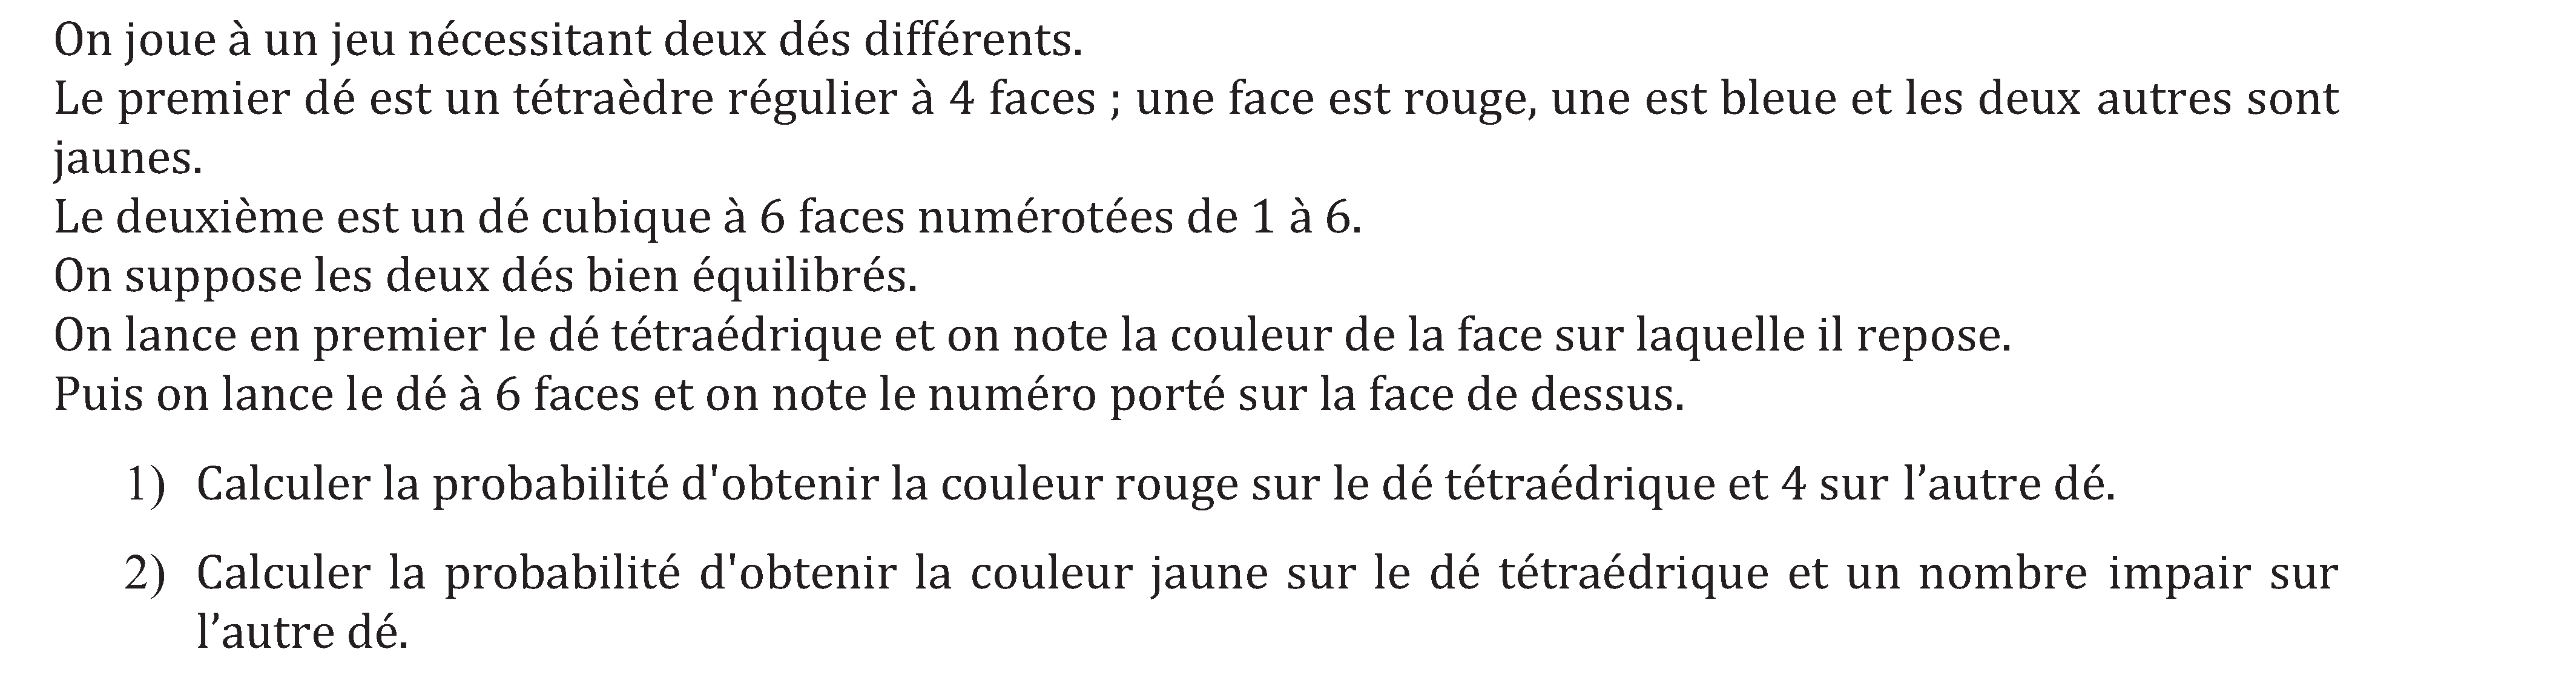 On joue à un jeu nécessitant deux dés différents.
Le premier dé est un tétraèdre régulier à 4 faces ; une face est rouge, une est bleue et les deux autres sont
jaunes.
Le deuxième est un dé cubique à 6 faces numérotées de 1 à 6.
On suppose les deux dés bien équilibrés.
On lance en premier le dé tétraédrique et on note la couleur de la face sur laquelle il repose.
Puis on lance le dé à 6 faces et on note le numéro porté sur la face de dessus.
1) Calculer la probabilité d'obtenir la couleur rouge sur le dé tétraédrique et 4 sur l’autre dé.
2) Calculer la probabilité d'obtenir la couleur jaune sur le dé tétraédrique et un nombre impair sur
l’autre dé.